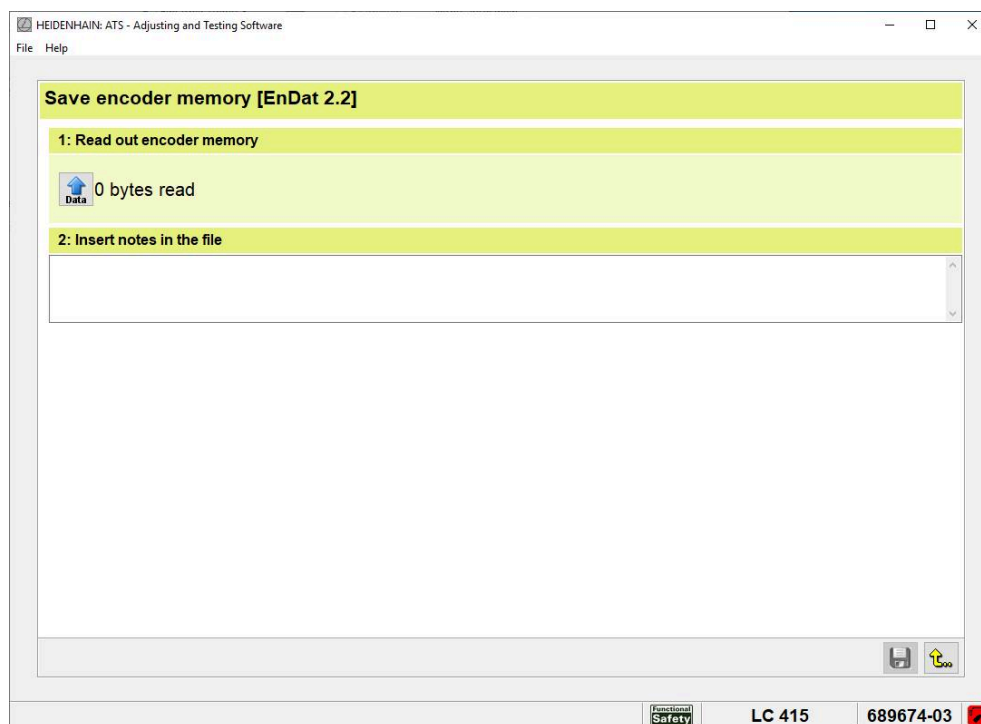 HEIDENHAIN: ATS - Adjusting and Testing Software
File Help
Save encoder memory [EnDat 2.2]
1: Read out encoder memory
Data 0 bytes read
2: Insert notes in the file
Functional Safety LC 415 689674-03